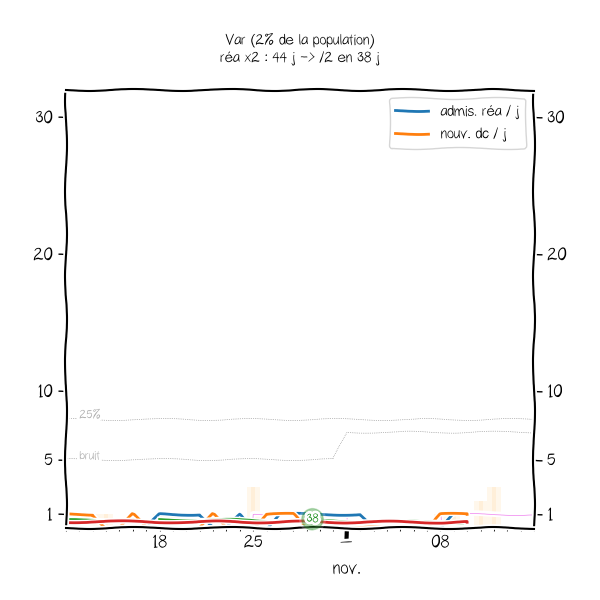 Var (2% de la population)
réa x2 : 44 j -> /2 en 38 j
admis. réa / j
nouv. dc / j
30
30
20
20
10
10
25%
bruit
5
5
1
1
38
18
25
1
08
nov.